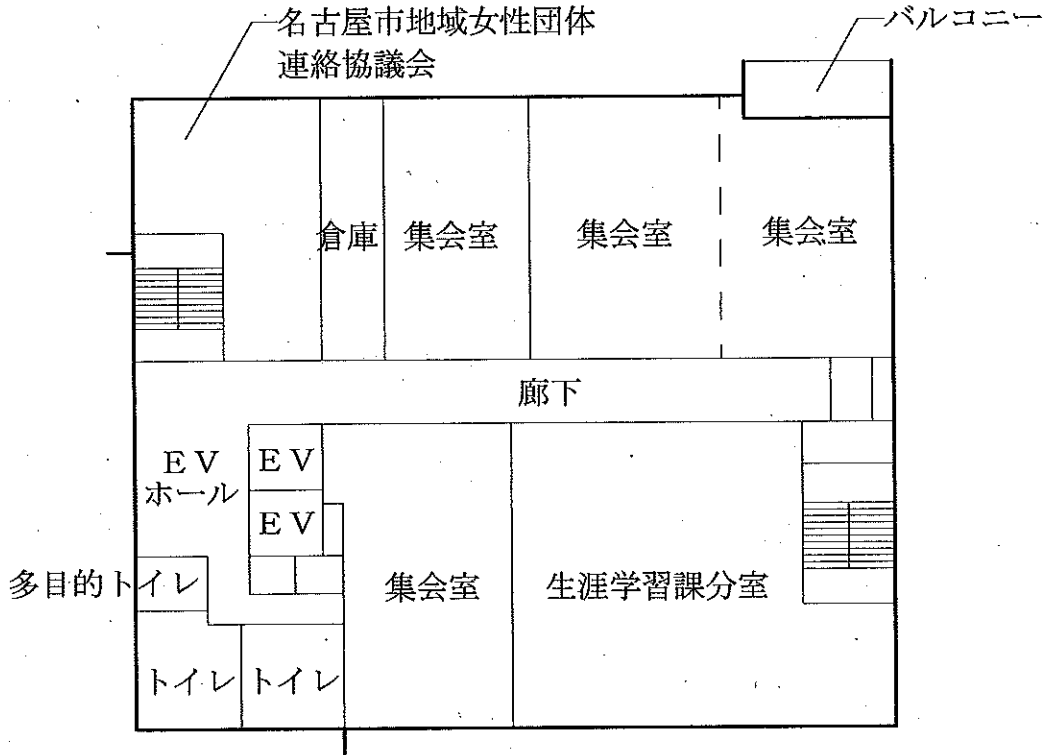 名古屋市地域女性団体
連絡協議会
バルコニー
倉庫
集会室
集会室
集会室
廊下
EV
ホール
EV
EV
多目的トイレ
集会室
生涯学習課分室
トイレ
トイレ